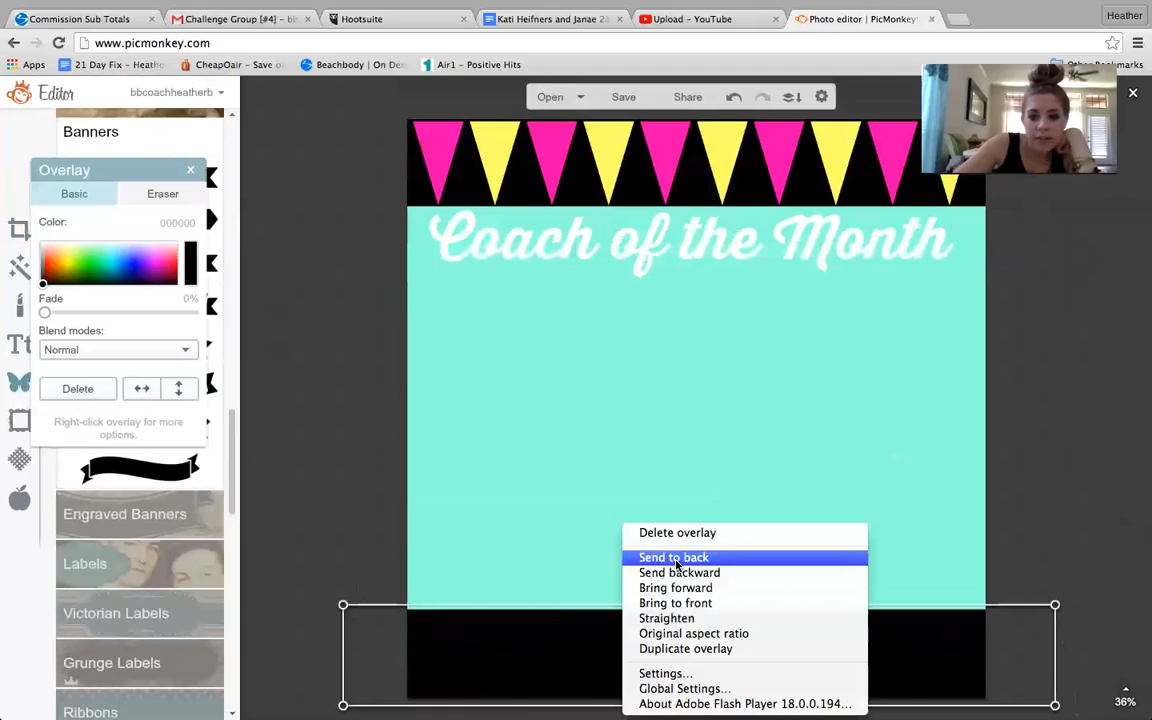 Commission Sub Totals
Challenge Group [#4] - bb
Hootsuite
Kati Heifners and Janae 2
Upload - YouTube
Photo editor | PicMonkey
Heather
www.picmonkey.com
Apps
21 Day Fix - Heath
CheapOair - Save o
Beachbody | On De
Air1 - Positive Hits
Other Bookmarks
Editor
bbcoachheatherb
Open
Save
Share
Banners
Overlay
Basic
Eraser
Color:
000000
Fade
0%
Blend modes:
Normal
Delete
Right-click overlay for more
options.
Coach of the Month
Engraved Banners
Labels
Victorian Labels
Grunge Labels
Ribbons
Delete overlay
Send to back
Send backward
Bring forward
Bring to front
Straighten
Original aspect ratio
Duplicate overlay
Settings...
Global Settings...
About Adobe Flash Player 18.0.0.194...
36%
Tt